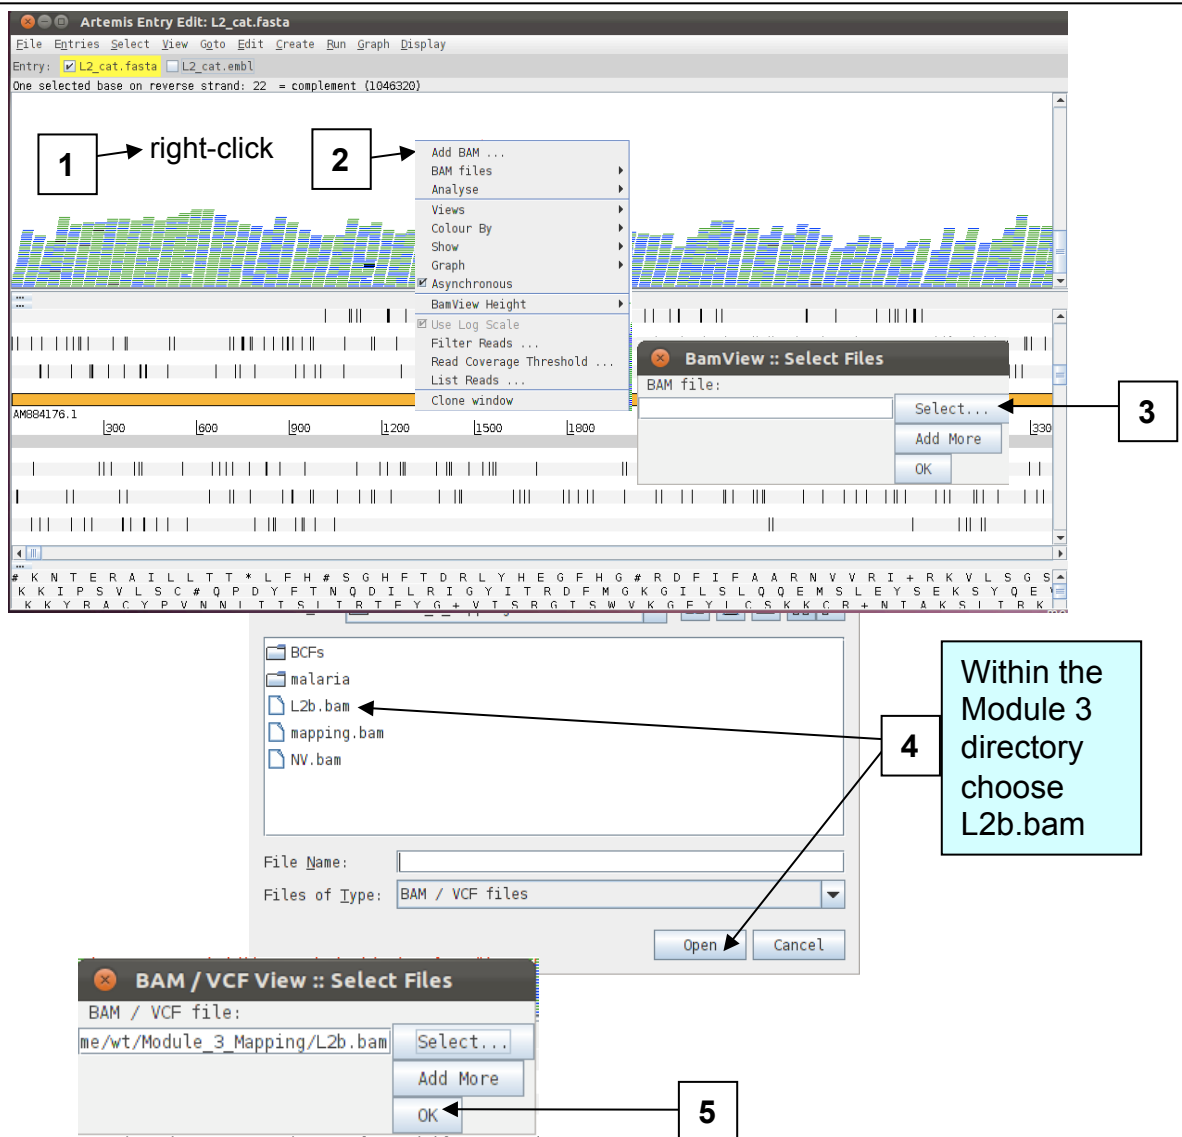 Artemis Entry Edit: L2_cat.fasta
File Entries Select View Goto Edit Create Run Graph Display
Entry: L2_cat.fasta L2_cat.embl
One selected base on reverse strand: 22 = complement (1046320)
1 right-click 2
Add BAM ...
BAM files
Analyse
Views
Colour By
Show
Graph
Asynchronous
BamView Height
Use Log Scale
Filter Reads ...
Read Coverage Threshold ...
List Reads ...
Clone window
BamView :: Select Files
BAM file:
Select...
Add More
OK
3
AM884176.1
300 600 900 1200 1500 1800 330
# K N T E R A I L L T T * L F H # S G H F T D R L Y H E G F H G # R D F I F A A R N V V R I + R K V L S G S
K K I P S V L S C # Q P D Y F T N Q D I L R I G Y I T R D F M G K G I L S L Q Q E M S L E Y S E K S Y Q E
K K Y R A C Y P V N N L I T S L I R T F Y G + V I S R G T S W V K G F Y L C S K K C R + N T A K S L T R K
BCFs
malaria
L2b.bam
mapping.bam
NV.bam
4
Within the
Module 3
directory
choose
L2b.bam
File Name:
Files of Type: BAM / VCF files
Open Cancel
BAM / VCF View :: Select Files
BAM / VCF file:
me/wt/Module_3_Mapping/L2b.bam
Select...
Add More
OK
5